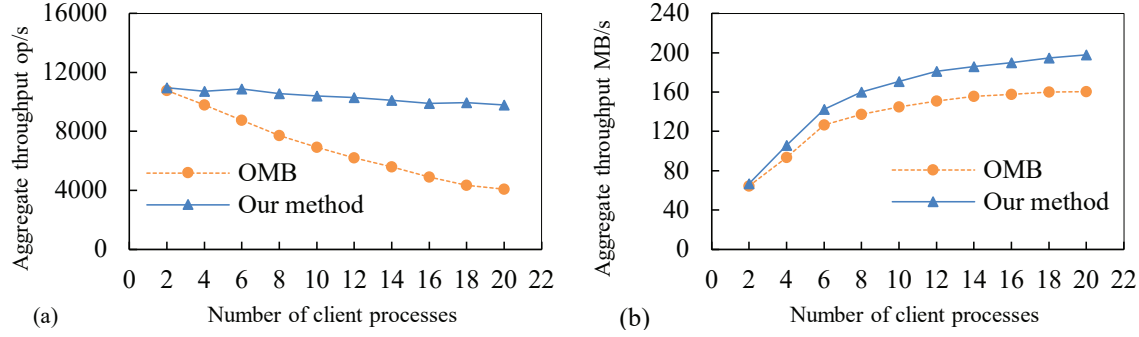 Aggregate throughput op/s
16000
12000
8000
4000
0
OMB
Our method
0 2 4 6 8 10 12 14 16 18 20 22
Number of client processes
(a)
Aggregate throughput MB/s
240
200
160
120
80
40
0
OMB
Our method
0 2 4 6 8 10 12 14 16 18 20 22
Number of client processes
(b)